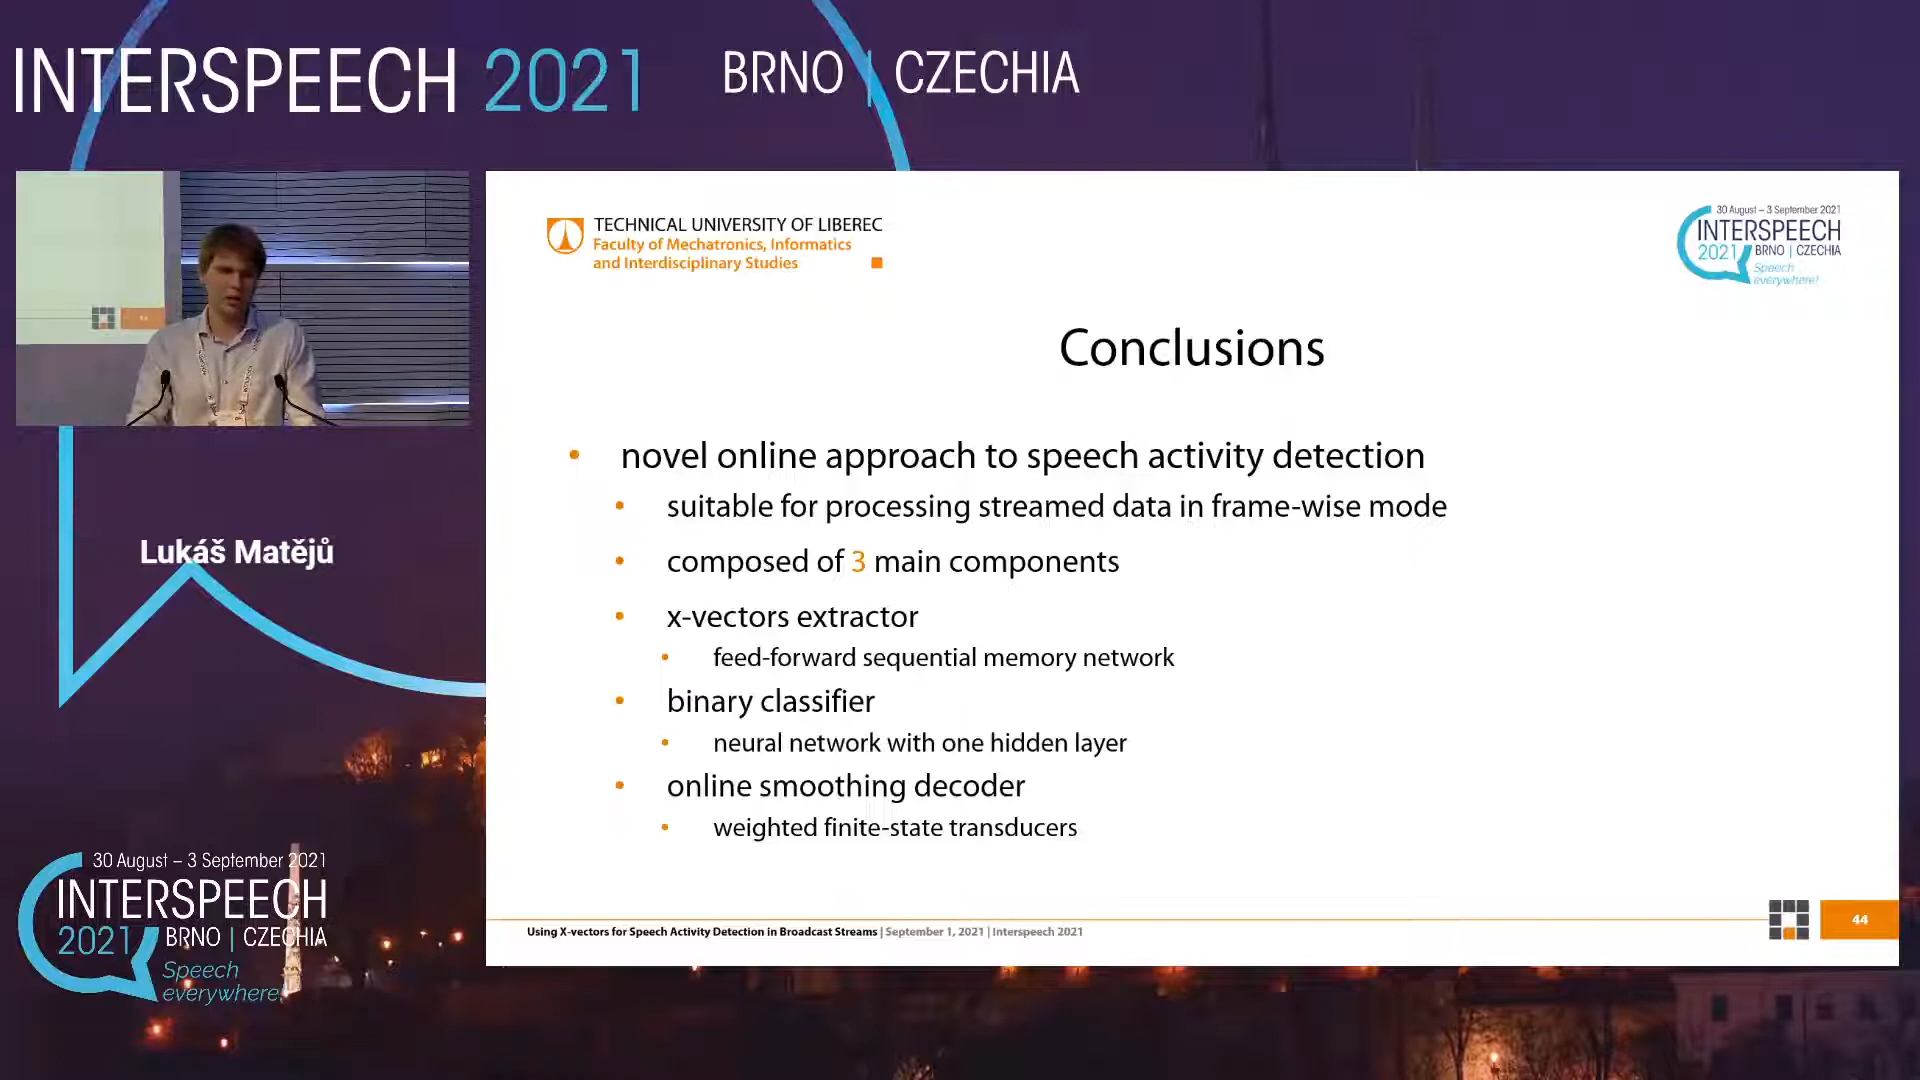 INTERSPEECH 2021 BRNO | CZECHIA
TECHNICAL UNIVERSITY OF LIBEREC
Faculty of Mechatronics, Informatics
and Interdisciplinary Studies
30 August – 3 September 2021
INTERSPEECH
2021 BRNO | CZECHIA
Speech
everywhere!
Conclusions
• novel online approach to speech activity detection
• suitable for processing streamed data in frame-wise mode
• composed of 3 main components
• x-vectors extractor
• feed-forward sequential memory network
• binary classifier
• neural network with one hidden layer
• online smoothing decoder
• weighted finite-state transducers
Using X-vectors for Speech Activity Detection in Broadcast Streams | September 1, 2021 | Interspeech 2021
44
Lukáš Matějů
30 August – 3 September 2021
INTERSPEECH
2021 BRNO | CZECHIA
Speech
everywhere!